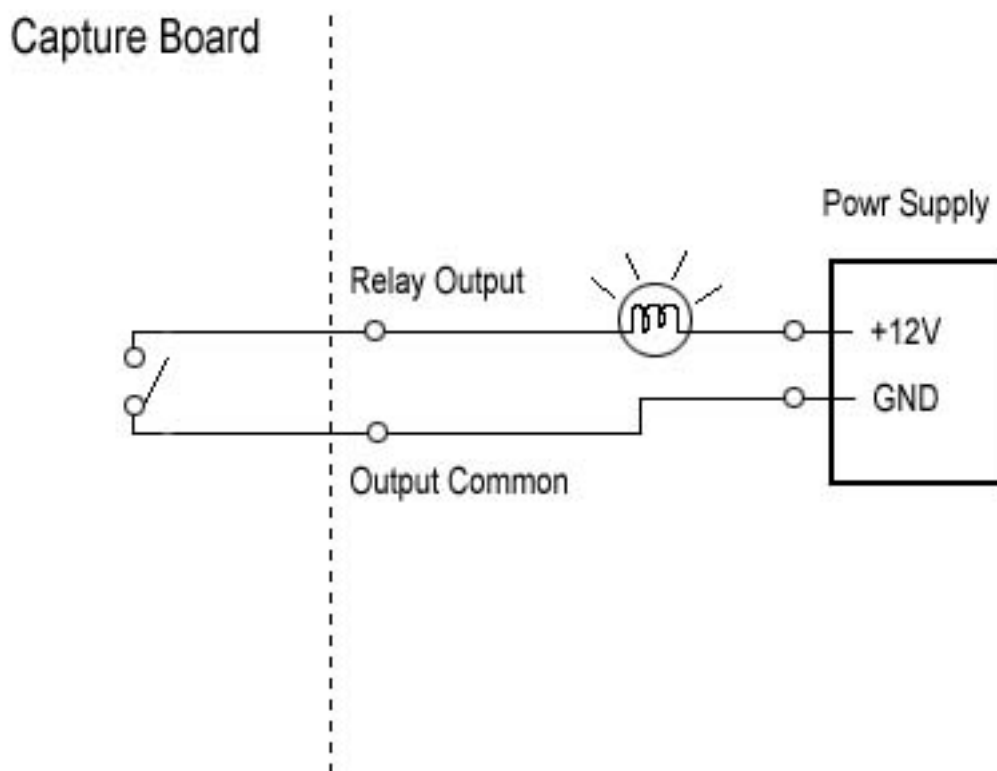 Capture Board
Powr Supply
Relay Output
+12V
GND
Output Common